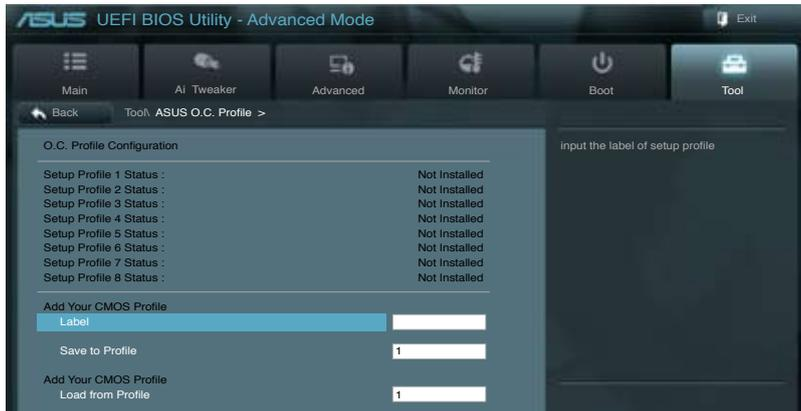 ASUS UEFI BIOS Utility - Advanced Mode Exit
Main Ai Tweaker Advanced Monitor Boot Tool
Back Tool\ ASUS O.C. Profile >
O.C. Profile Configuration
input the label of setup profile
Setup Profile 1 Status : Not Installed
Setup Profile 2 Status : Not Installed
Setup Profile 3 Status : Not Installed
Setup Profile 4 Status : Not Installed
Setup Profile 5 Status : Not Installed
Setup Profile 6 Status : Not Installed
Setup Profile 7 Status : Not Installed
Setup Profile 8 Status : Not Installed
Add Your CMOS Profile
Label
Save to Profile 1
Add Your CMOS Profile
Load from Profile 1